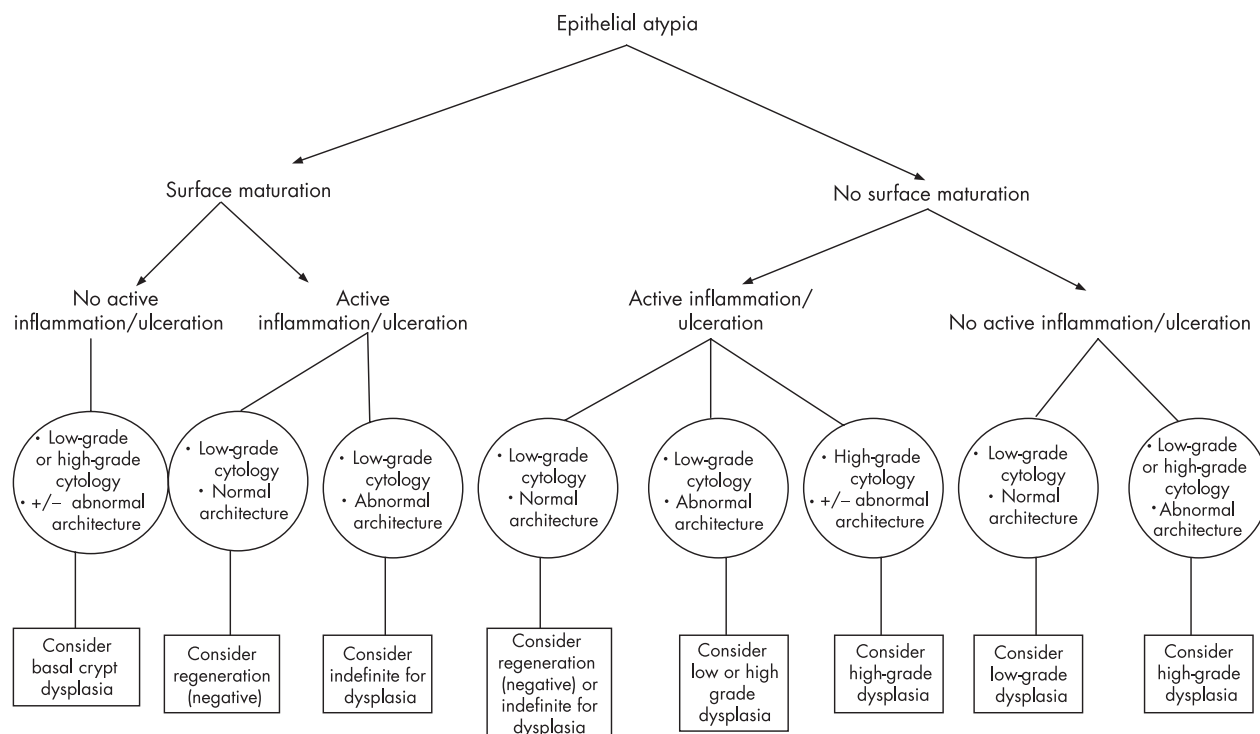 Epithelial atypia
Surface maturation
No surface maturation
No active
inflammation/ulceration
Active
inflammation/ulceration
Active inflammation/
ulceration
No active inflammation/ulceration
• Low-grade
or high-grade
cytology
• +/– abnormal
architecture
• Low-grade
cytology
• Normal
architecture
• Low-grade
cytology
• Abnormal
architecture
• Low-grade
cytology
• Normal
architecture
• Low-grade
cytology
• Abnormal
architecture
• High-grade
cytology
• +/– abnormal
architecture
• Low-grade
cytology
• Normal
architecture
• Low-grade
or high-grade
cytology
• Abnormal
architecture
Consider
basal crypt
dysplasia
Consider
regeneration
(negative)
Consider
indefinite for
dysplasia
Consider
regeneration
(negative) or
indefinite for
dysplasia
Consider
low or high
grade
dysplasia
Consider
high-grade
dysplasia
Consider
low-grade
dysplasia
Consider
high-grade
dysplasia